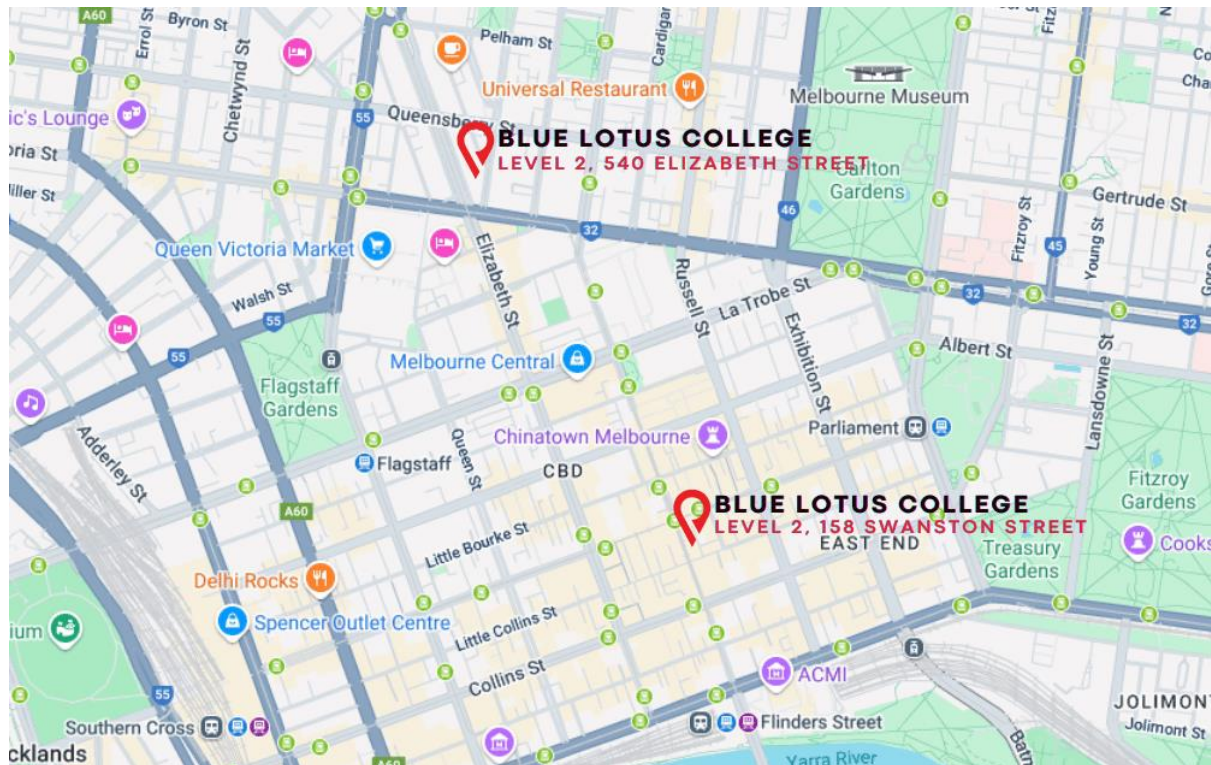 A60
Byron St
Errol St
Chetwynd St
Pelham St
Cardigan
Universal Restaurant
Melbourne Museum
ic's Lounge
55
Queensberry St
BLUE LOTUS COLLEGE
LEVEL 2, 540 ELIZABETH STREET
Carlton
Gardens
oria St
Miller St
Gertrude St
46
32
Fitzroy St
45
Young St
Queen Victoria Market
Elizabeth St
Russell St
La Trobe St
Exhibition St
Walsh St
55
32
32
Albert St
Lansdowne St
55
Melbourne Central
Flagstaff
Gardens
Chinatown Melbourne
Parliament
Adderley St
Queen St
Flagstaff
CBD
Fitzroy
Gardens
A60
BLUE LOTUS COLLEGE
LEVEL 2, 158 SWANSTON STREET
EAST END
Little Bourke St
Treasury
Gardens
Cooks
Delhi Rocks
Spencer Outlet Centre
ium
Little Collins St
Collins St
ACMI
55
JOLIMONT
Southern Cross
Flinders Street
Jolimont St
cklands
A60
Yarra River
Batm